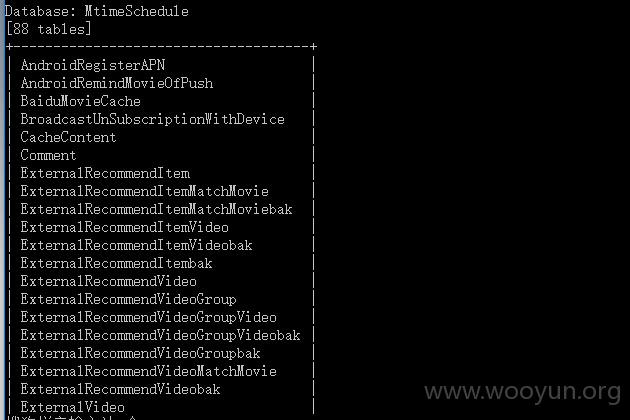 Database: MtimeSchedule
[88 tables]
+-----------------------------------+
| AndroidRegisterAPN |
| AndroidRemindMovieOfPush |
| BaiduMovieCache |
| BroadcastUnSubscriptionWithDevice |
| CacheContent |
| Comment |
| ExternalRecommendItem |
| ExternalRecommendItemMatchMovie |
| ExternalRecommendItemMatchMoviebak |
| ExternalRecommendItemVideo |
| ExternalRecommendItemVideobak |
| ExternalRecommendItembak |
| ExternalRecommendVideo |
| ExternalRecommendVideoGroup |
| ExternalRecommendVideoGroupVideo |
| ExternalRecommendVideoGroupVideobak |
| ExternalRecommendVideoGroupbak |
| ExternalRecommendVideoMatchMovie |
| ExternalRecommendVideobak |
| ExternalVideo |
www.wooyun.org